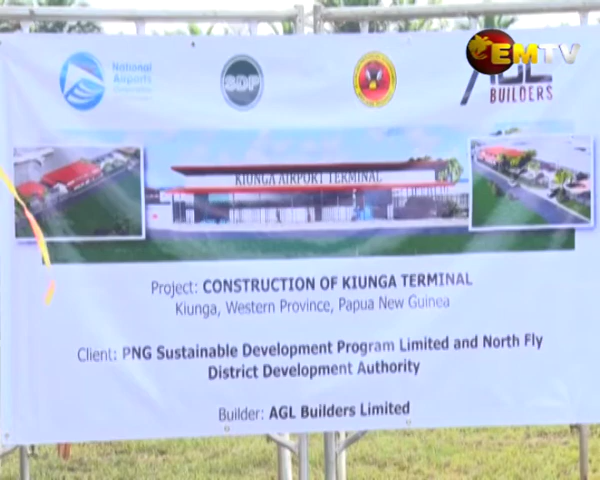 EMTV
National
Airports
SDP
AGL
BUILDERS
KIUNGA AIRPORT TERMINAL
Project: CONSTRUCTION OF KIUNGA TERMINAL
Kiunga, Western Province, Papua New Guinea
Client: PNG Sustainable Development Program Limited and North Fly
District Development Authority
Builder: AGL Builders Limited